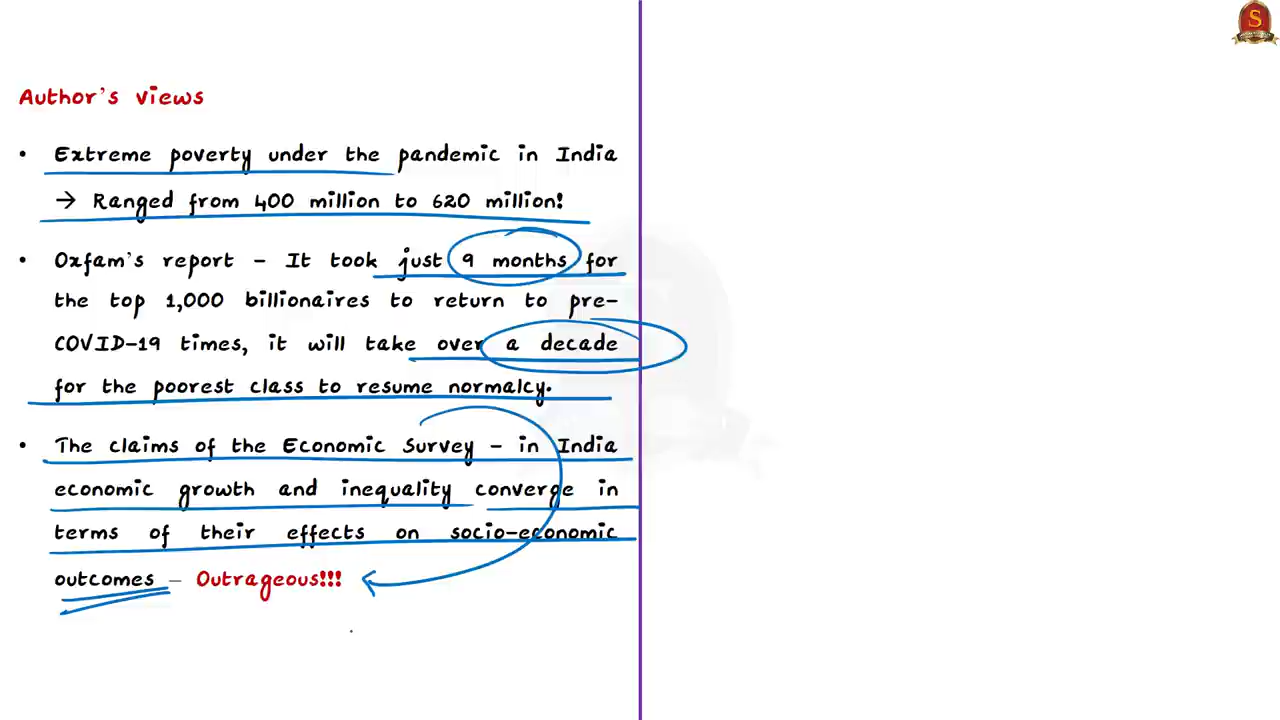 S
Author's views
• Extreme poverty under the pandemic in India
→ Ranged from 400 million to 620 million!
• Oxfam's report – It took just 9 months for
the top 1,000 billionaires to return to pre-
COVID-19 times, it will take over a decade
for the poorest class to resume normalcy.
• The claims of the Economic Survey – in India
economic growth and inequality converge in
terms of their effects on socio-economic
outcomes – Outrageous!!!